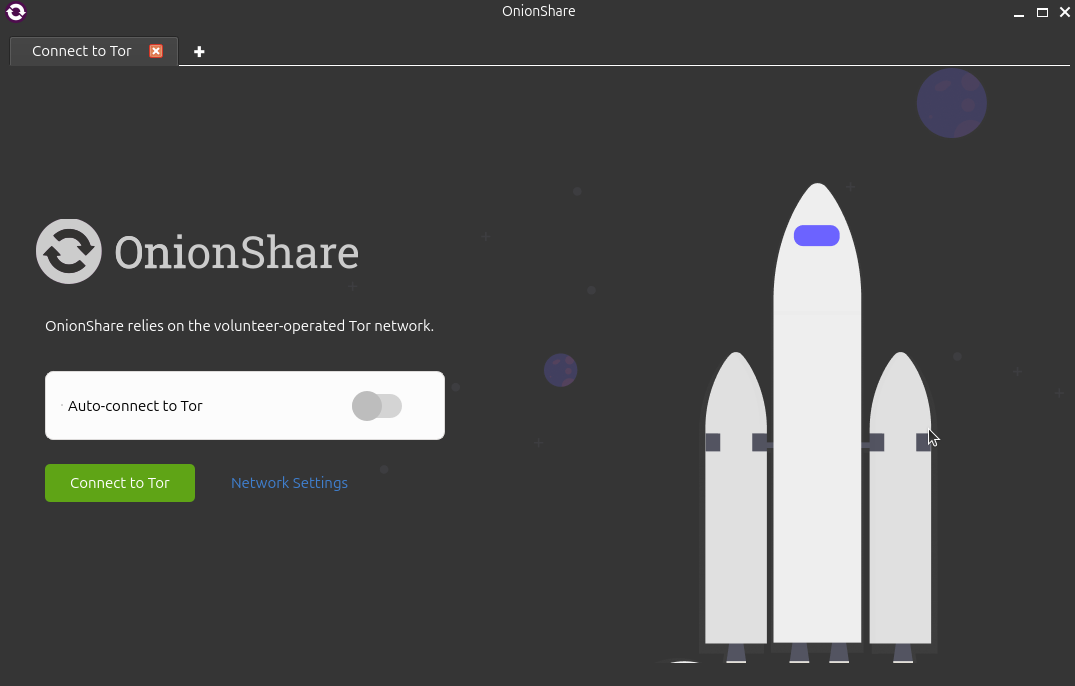 OnionShare
Connect to Tor
OnionShare
OnionShare relies on the volunteer-operated Tor network.
Auto-connect to Tor
Connect to Tor
Network Settings